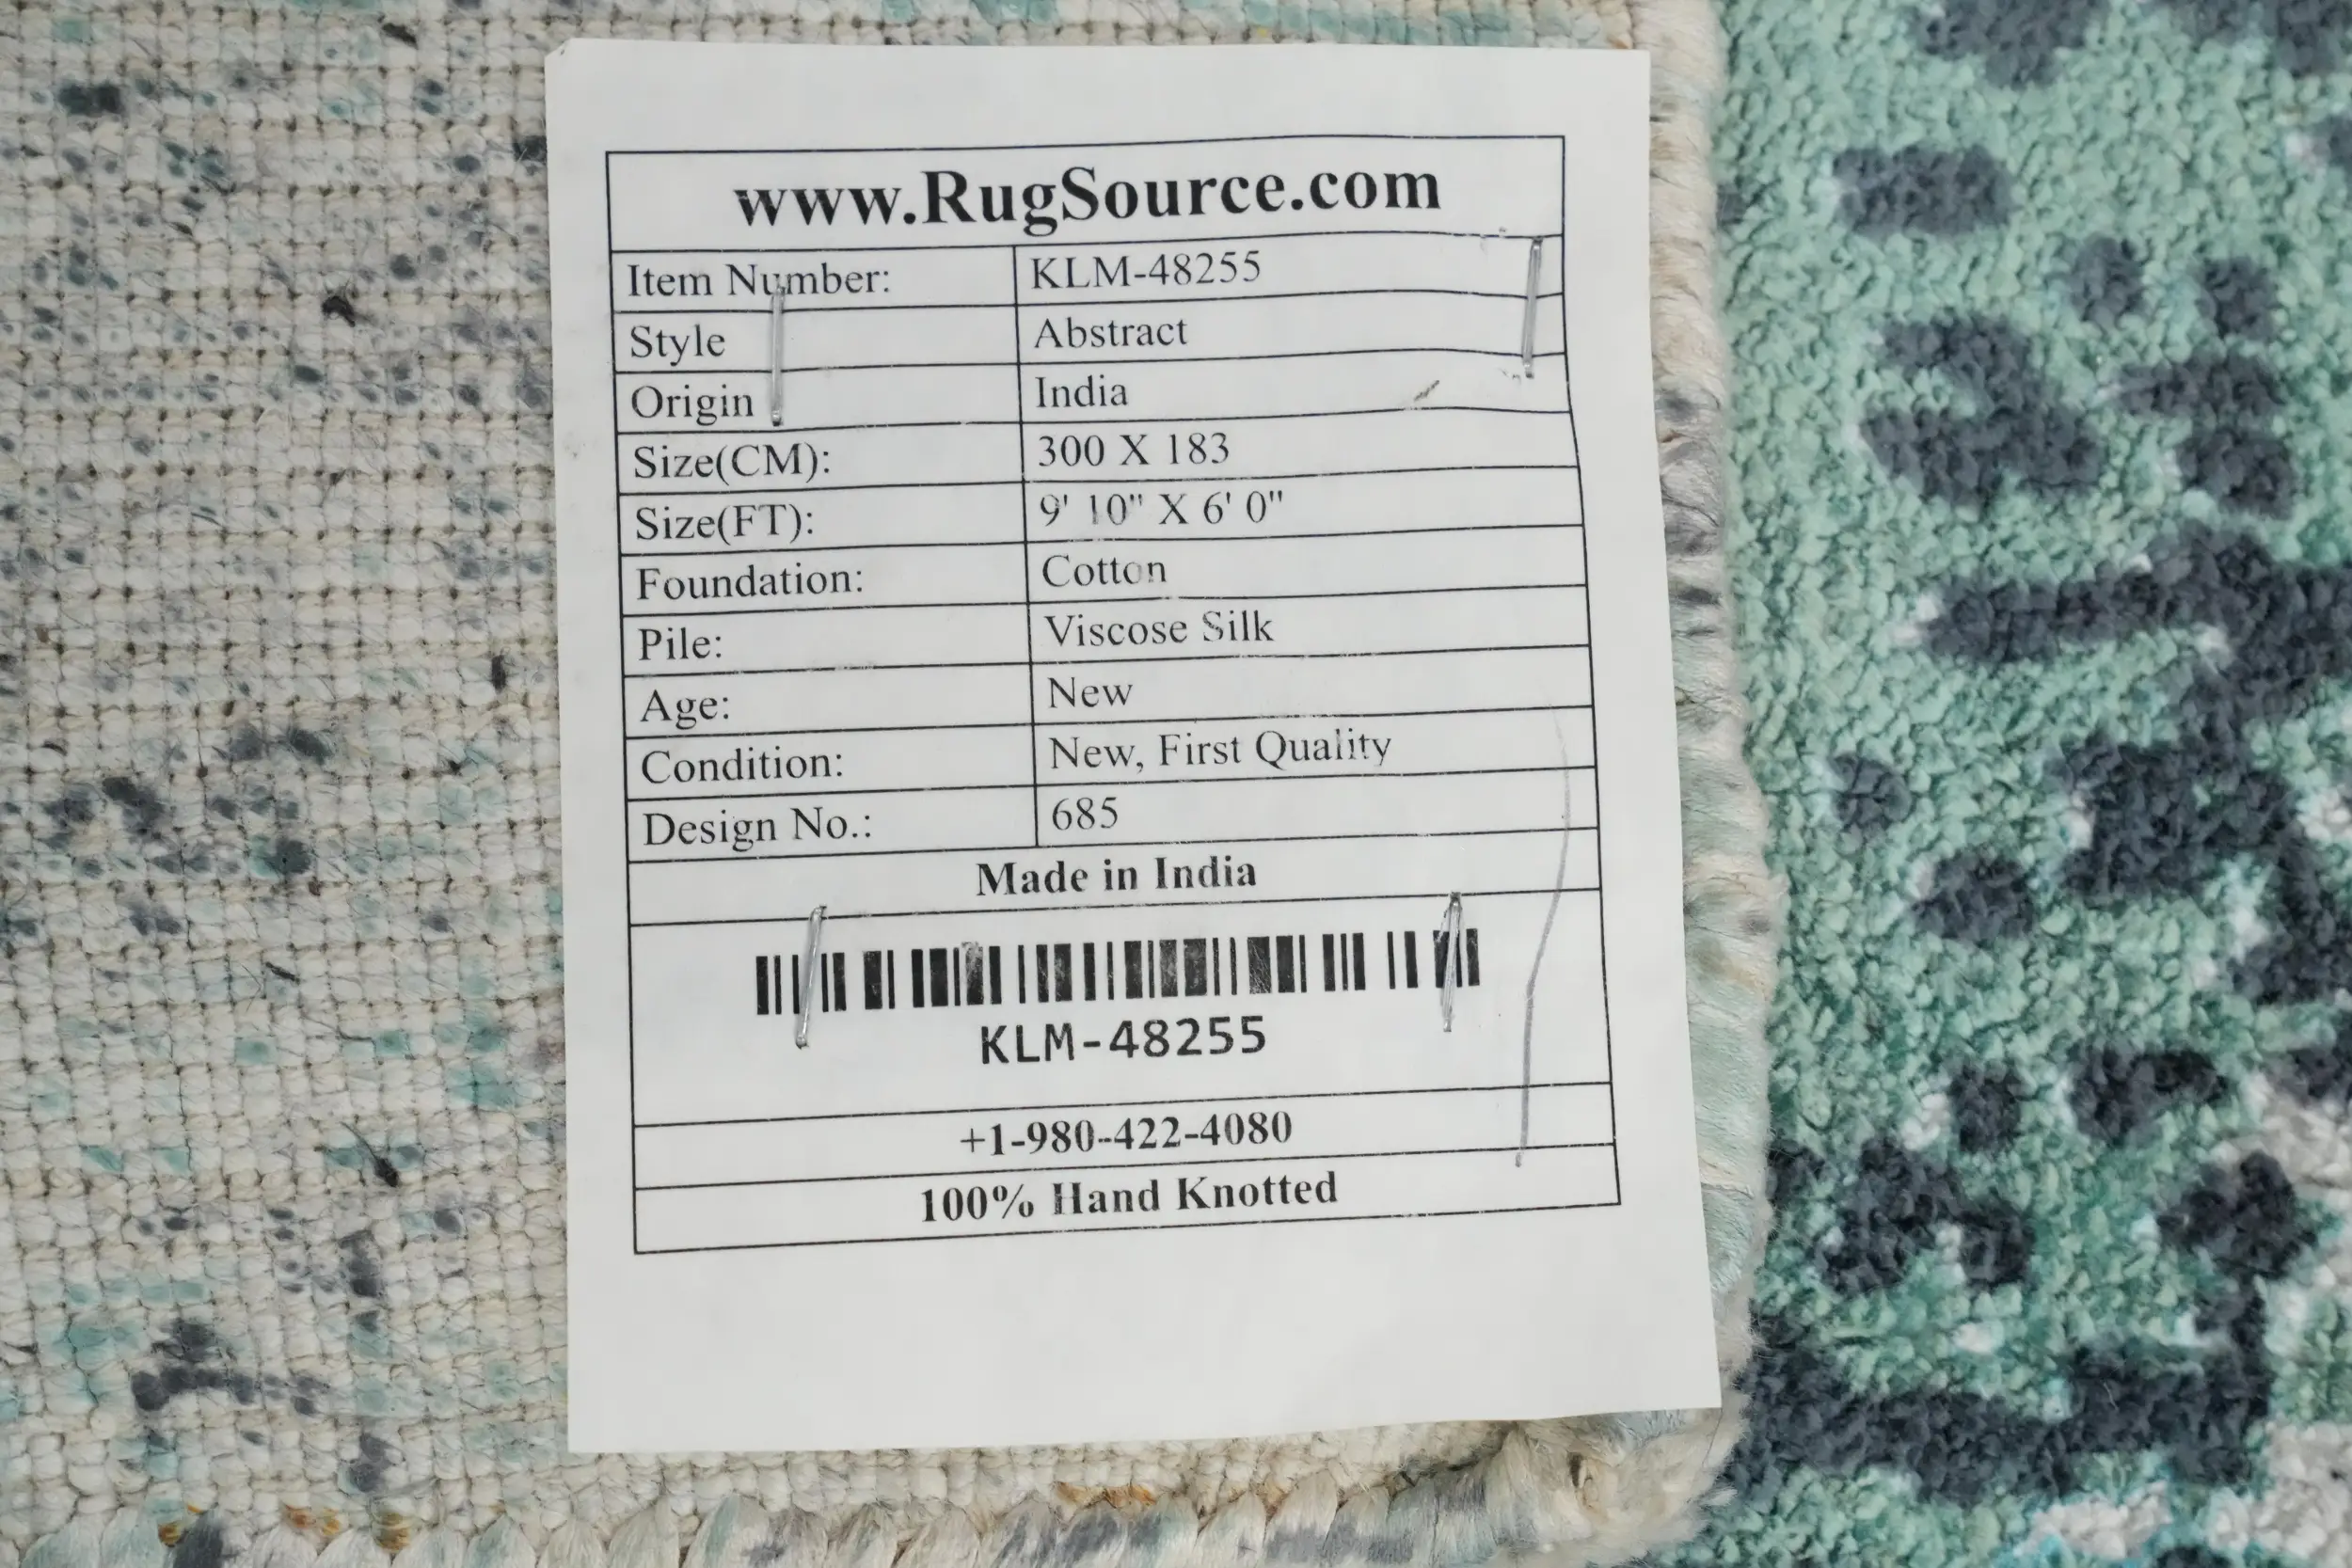 www.RugSource.com
Item Number: KLM-48255
Style Abstract
Origin India
Size(CM): 300 X 183
Size(FT): 9' 10" X 6' 0"
Foundation: Cotton
Pile: Viscose Silk
Age: New
Condition: New, First Quality
Design No.: 685
Made in India
KLM-48255
+1-980-422-4080
100% Hand Knotted